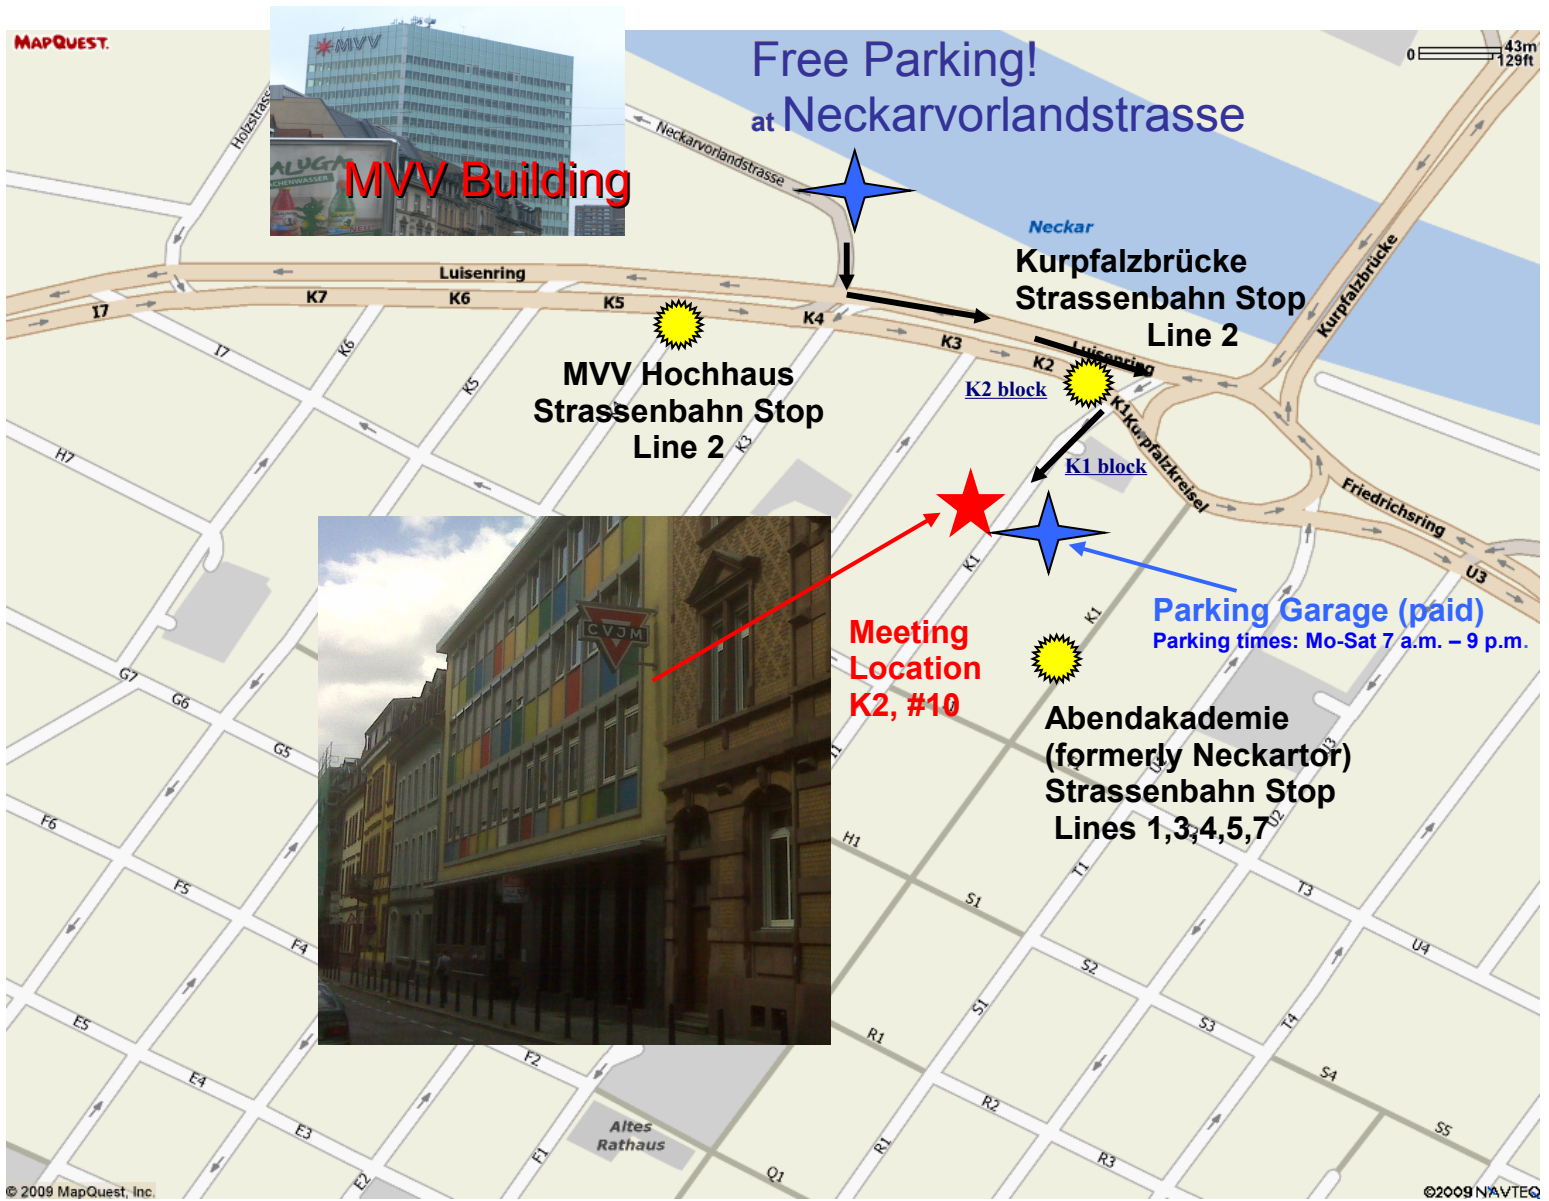 MAPQUEST.
MVV
ALUGA
MVV Building
Free Parking!
at Neckarvorlandstrasse
0 43m
129ft
Holzstrasse
Neckarvorlandstrasse
Neckar
Kurpfalzbrücke
Strassenbahn Stop
Line 2
Kurpfalzbrücke
Luisenring
I7
K7
K6
K5
K4
K3
K2
Luisenring
K1
Kurpfalzkreisel
MVV Hochhaus
Strassenbahn Stop
Line 2
K2 block
K1 block
I7
K6
K5
K3
H7
Friedrichsring
U3
K1
K1
CVJM
Parking Garage (paid)
Parking times: Mo-Sat 7 a.m. – 9 p.m.
Meeting
Location
K2, #10
Abendakademie
(formerly Neckartor)
Strassenbahn Stop
Lines 1,3,4,5,7
G7
G6
G5
U3
U2
H1
T1
T3
U4
F6
F5
F4
S1
S2
S3
S1
T4
E5
E4
E3
E2
F2
F1
R1
R2
R3
R1
S4
S5
Q1
Altes
Rathaus
© 2009 MapQuest, Inc.
©2009 NAVTEQ